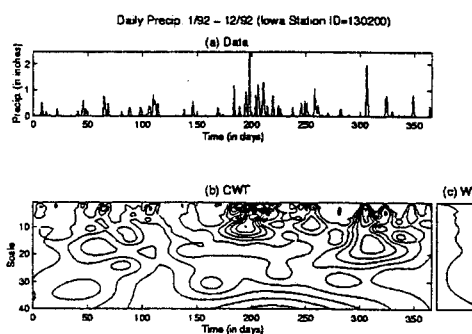 Daily Precip. 1/92 – 12/92 (Iowa Station ID=130200)
(a) Data
Precip. (in inches)
2
1
0
0 50 100 150 200 250 300 350
Time (in days)
(b) CWT
(c) W
Scale
10
20
30
40
0 50 100 150 200 250 300 350
Time (in days)